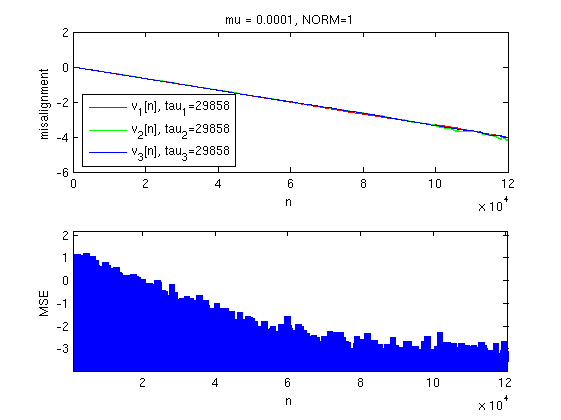 mu = 0.0001, NORM=1
2
0
-2
-4
-6
misalignment
v1[n], tau1=29858
v2[n], tau2=29858
v3[n], tau3=29858
0 2 4 6 8 10 12
n
× 10^4
2
1
0
-1
-2
-3
MSE
2 4 6 8 10 12
n
× 10^4